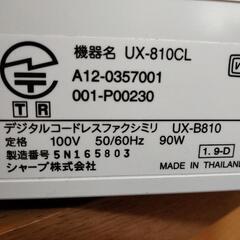 機器名 UX-810CL
A12-0357001
001-P00230
T R
デジタルコードレスファクシミリ UX-B810
定格 100V 50/60Hz 90W
1.9-D
製造番号 5N165803
シャープ株式会社 MADE IN THAILAND